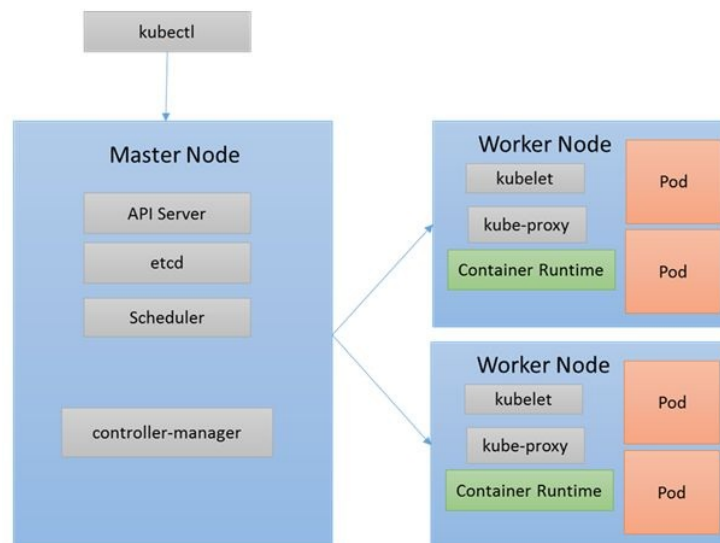 kubectl
Master Node
API Server
etcd
Scheduler
controller-manager
Worker Node
kubelet
kube-proxy
Container Runtime
Pod
Pod
Worker Node
kubelet
kube-proxy
Container Runtime
Pod
Pod